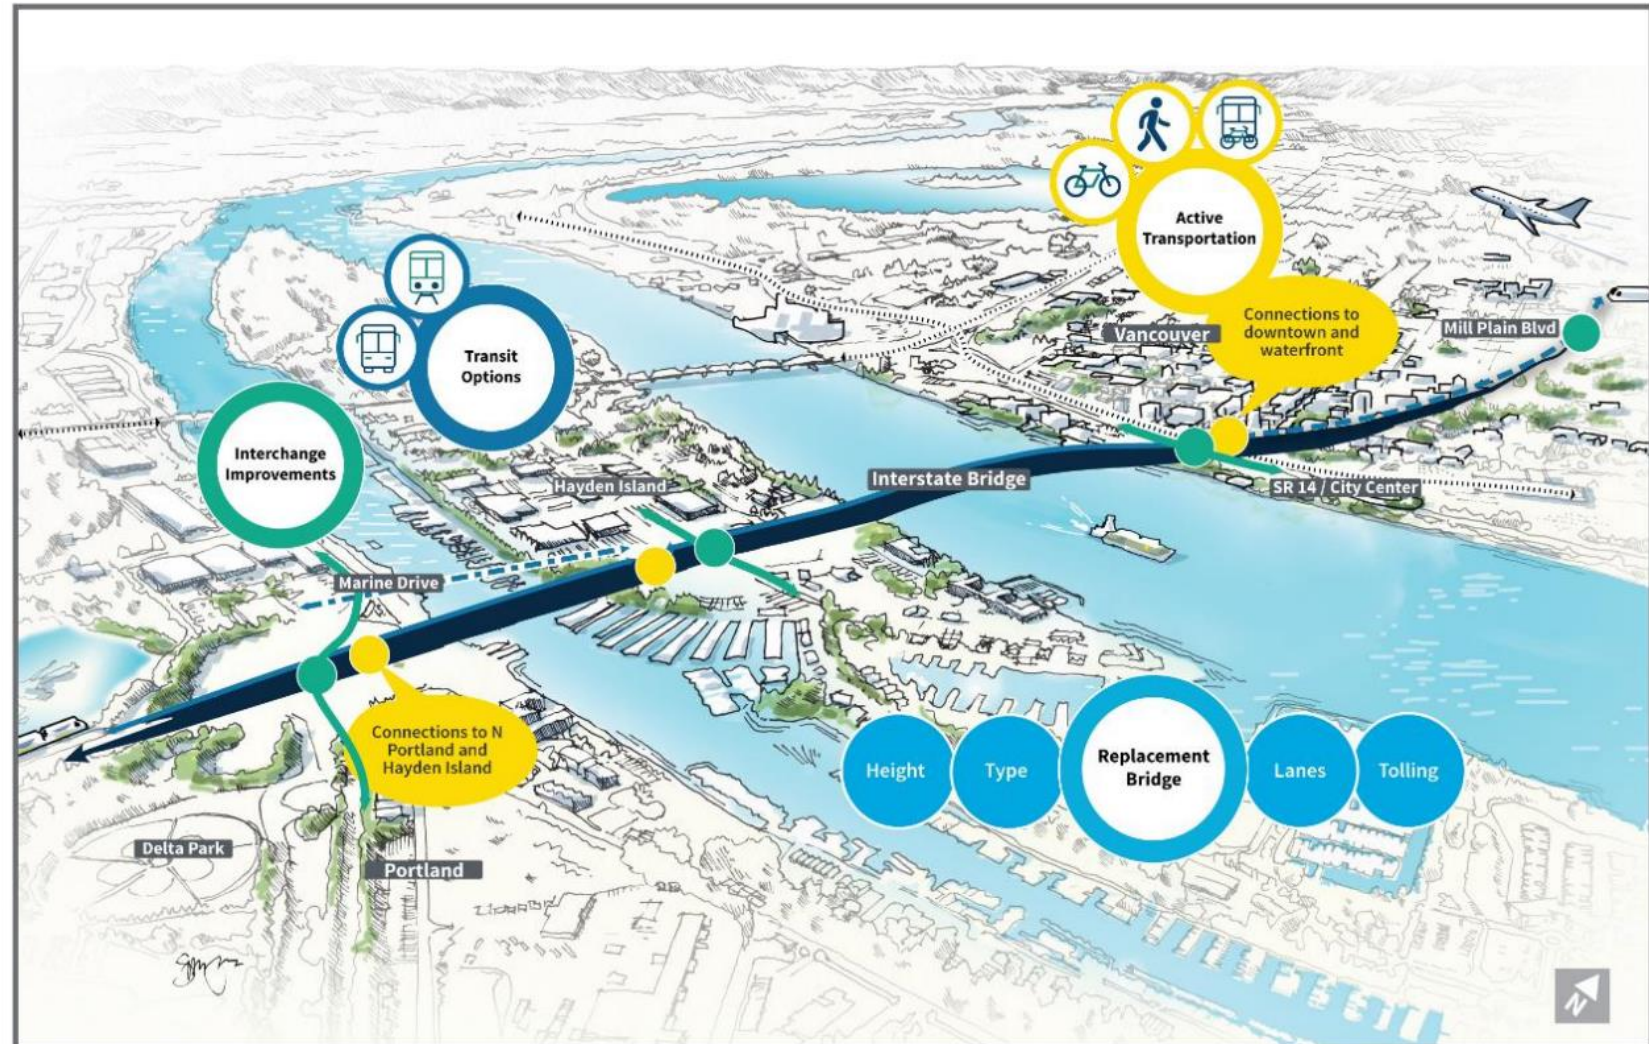 Active
Transportation
Connections to
downtown and
waterfront
Vancouver
Mill Plain Blvd
Transit
Options
Interchange
Improvements
Hayden Island
Interstate Bridge
SR 14 / City Center
Marine Drive
Connections to N
Portland and
Hayden Island
Height
Type
Replacement
Bridge
Lanes
Tolling
Delta Park
Portland
N